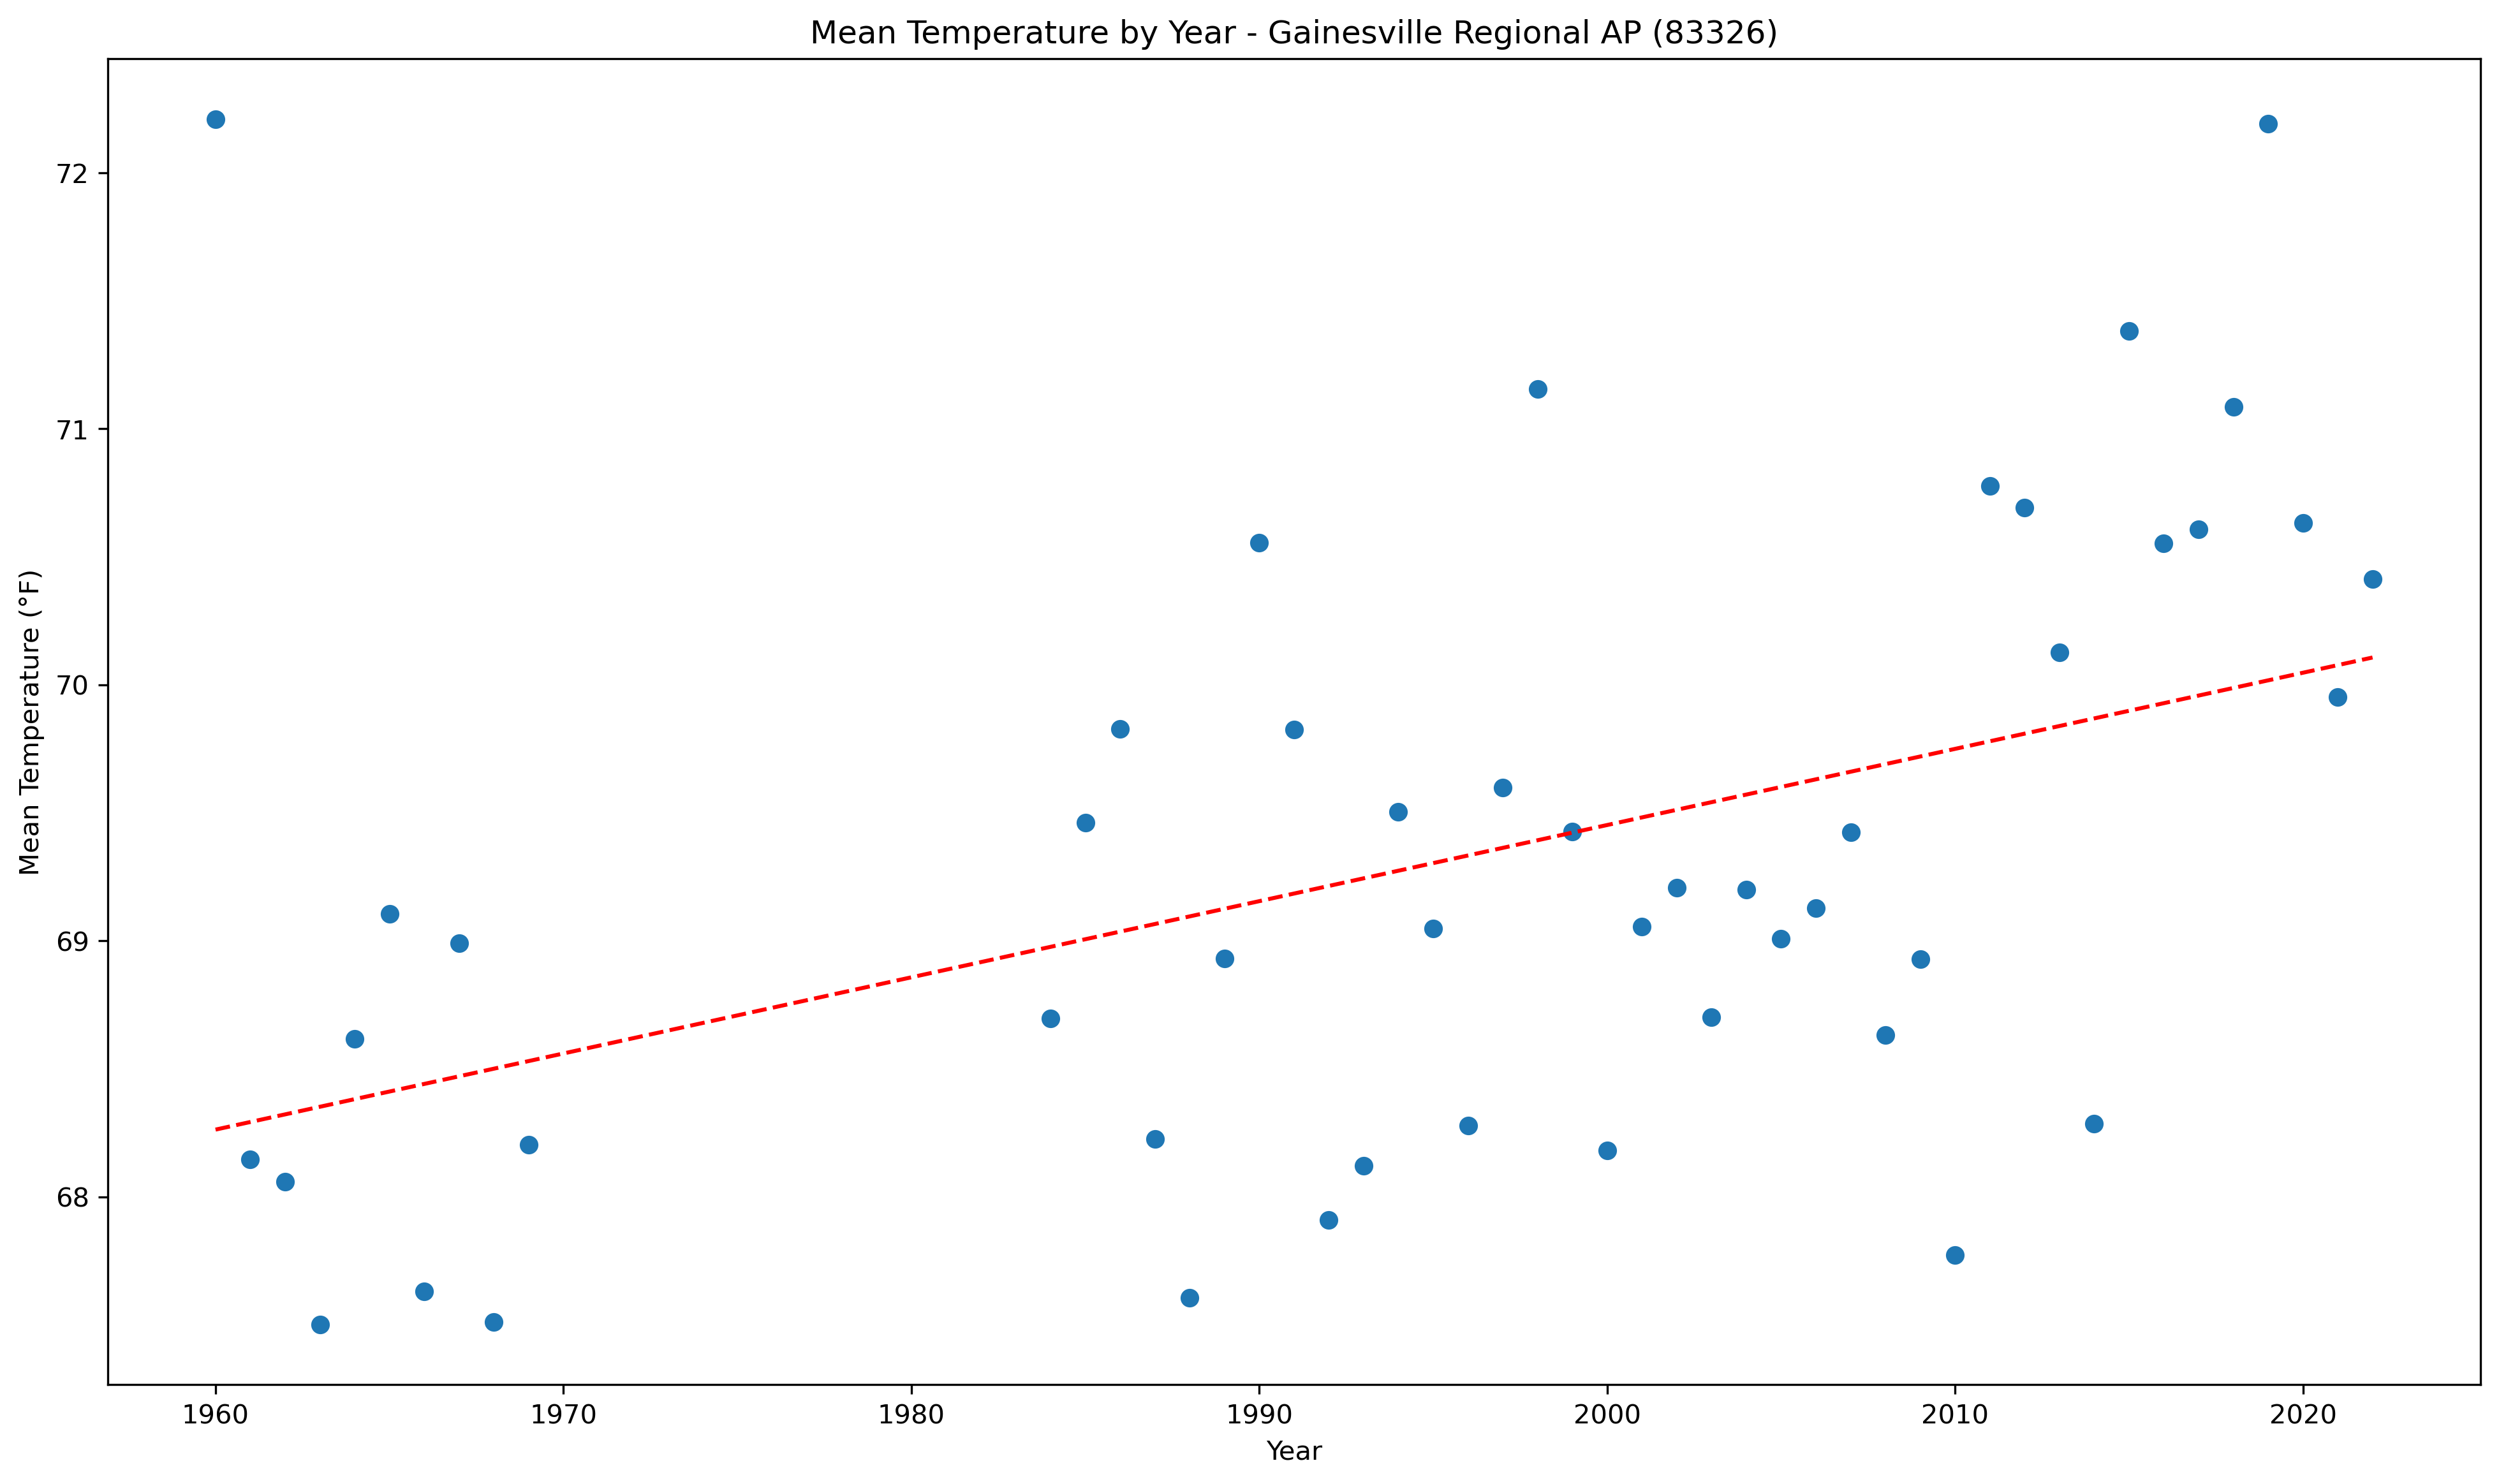 Mean Temperature by Year - Gainesville Regional AP (83326)
Mean Temperature (°F)
72
71
70
69
68
1960 1970 1980 1990 2000 2010 2020
Year